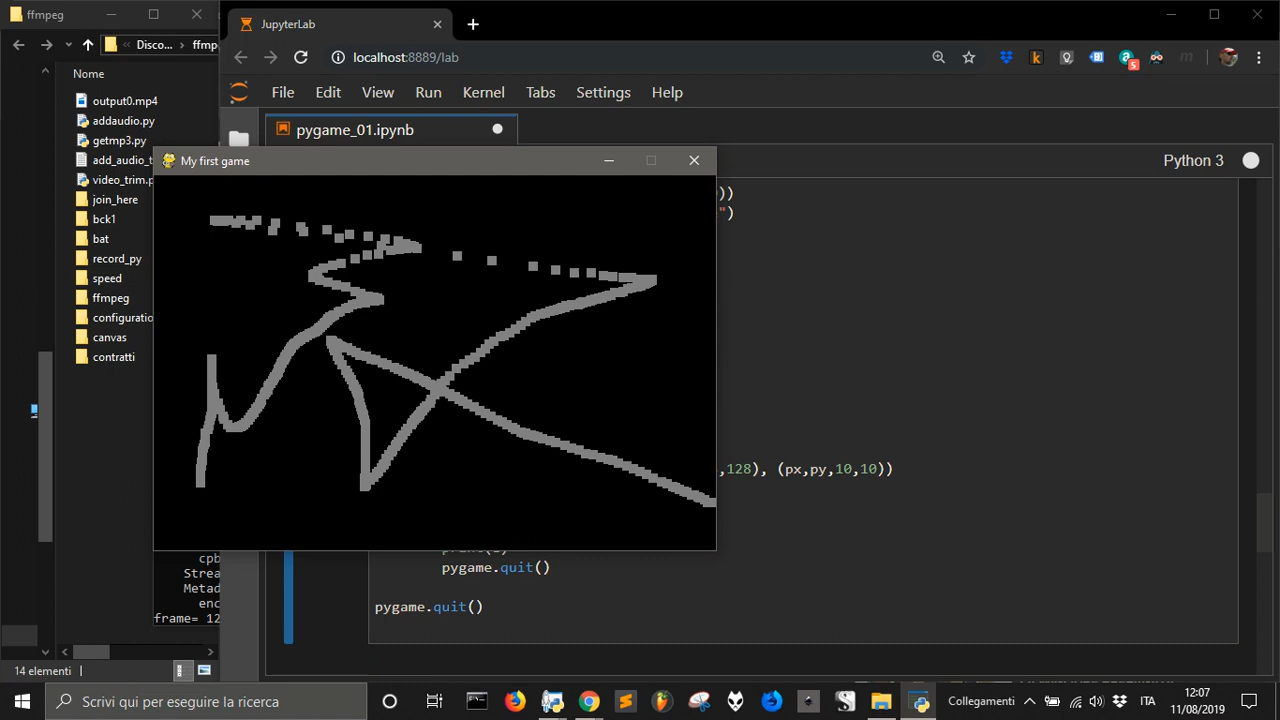 ffmpeg
JupyterLab
Disco... ffmp
localhost:8889/lab
Nome
File Edit View Run Kernel Tabs Settings Help
output0.mp4
addaudio.py
getmp3.py
add_audio_t
video_trim.p
join_here
bck1
bat
record_py
speed
ffmpeg
configuratio
canvas
contratti
pygame_01.ipynb
Python 3
My first game
))
")
,128), (px,py,10,10))
pygame.quit()
pygame.quit()
cpb
Strea
Metad
enc
frame= 12
14 elementi
Scrivi qui per eseguire la ricerca
Collegamenti
ITA
12:07
11/08/2019